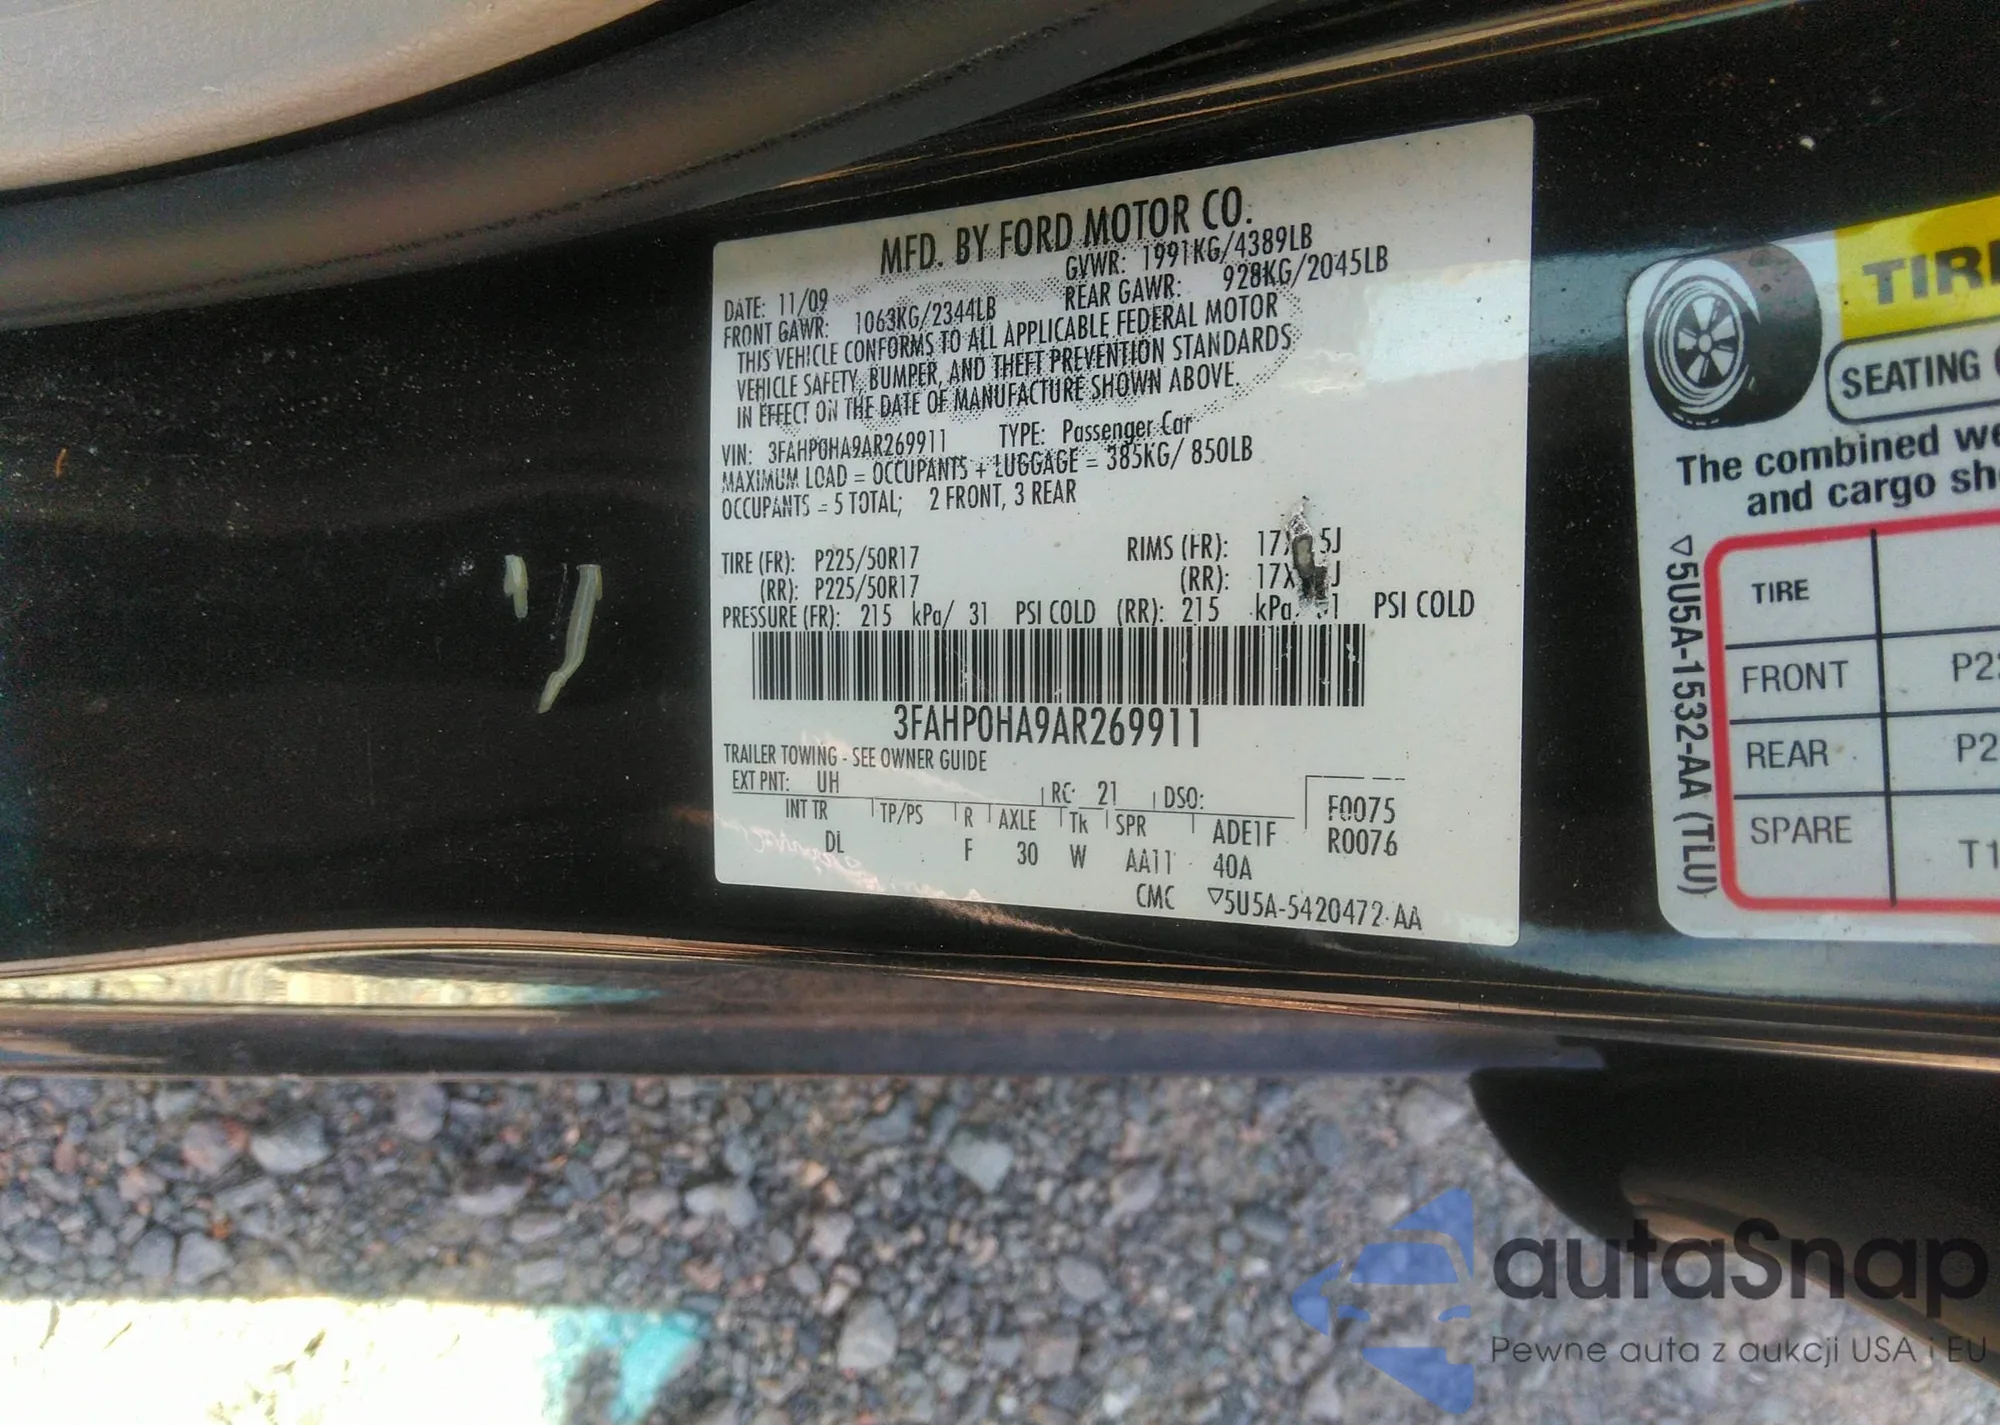 MFD. BY FORD MOTOR CO.
DATE: 11/09 GVWR: 1991KG/4389LB
FRONT GAWR: 1063KG/2344LB REAR GAWR: 928KG/2045LB
THIS VEHICLE CONFORMS TO ALL APPLICABLE FEDERAL MOTOR
VEHICLE SAFETY, BUMPER, AND THEFT PREVENTION STANDARDS
IN EFFECT ON THE DATE OF MANUFACTURE SHOWN ABOVE.
VIN: 3FAHP0HA9AR269911 TYPE: Passenger Car
MAXIMUM LOAD = OCCUPANTS + LUGGAGE = 385KG/ 850LB
OCCUPANTS = 5 TOTAL; 2 FRONT, 3 REAR
TIRE (FR): P225/50R17 RIMS (FR):
(RR): P225/50R17 (RR):
PRESSURE (FR): 215 kPa/ 31 PSI COLD (RR): 215 PSI COLD
3FAHP0HA9AR269911
TRAILER TOWING - SEE OWNER GUIDE
EXT PNT: UH RC: 21 DSO:
INT TR TP/PS R AXLE Tk SPR ADE1F F0075
DL F 30 W AA11 40A R0076
CMC ▽5U5A-5420472-AA
SEATING
The combined
and cargo
TIRE
FRONT
REAR
SPARE
▽5U5A-1532-AA (TLU)
autaSnap
Pewne auta z aukcji USA i EU